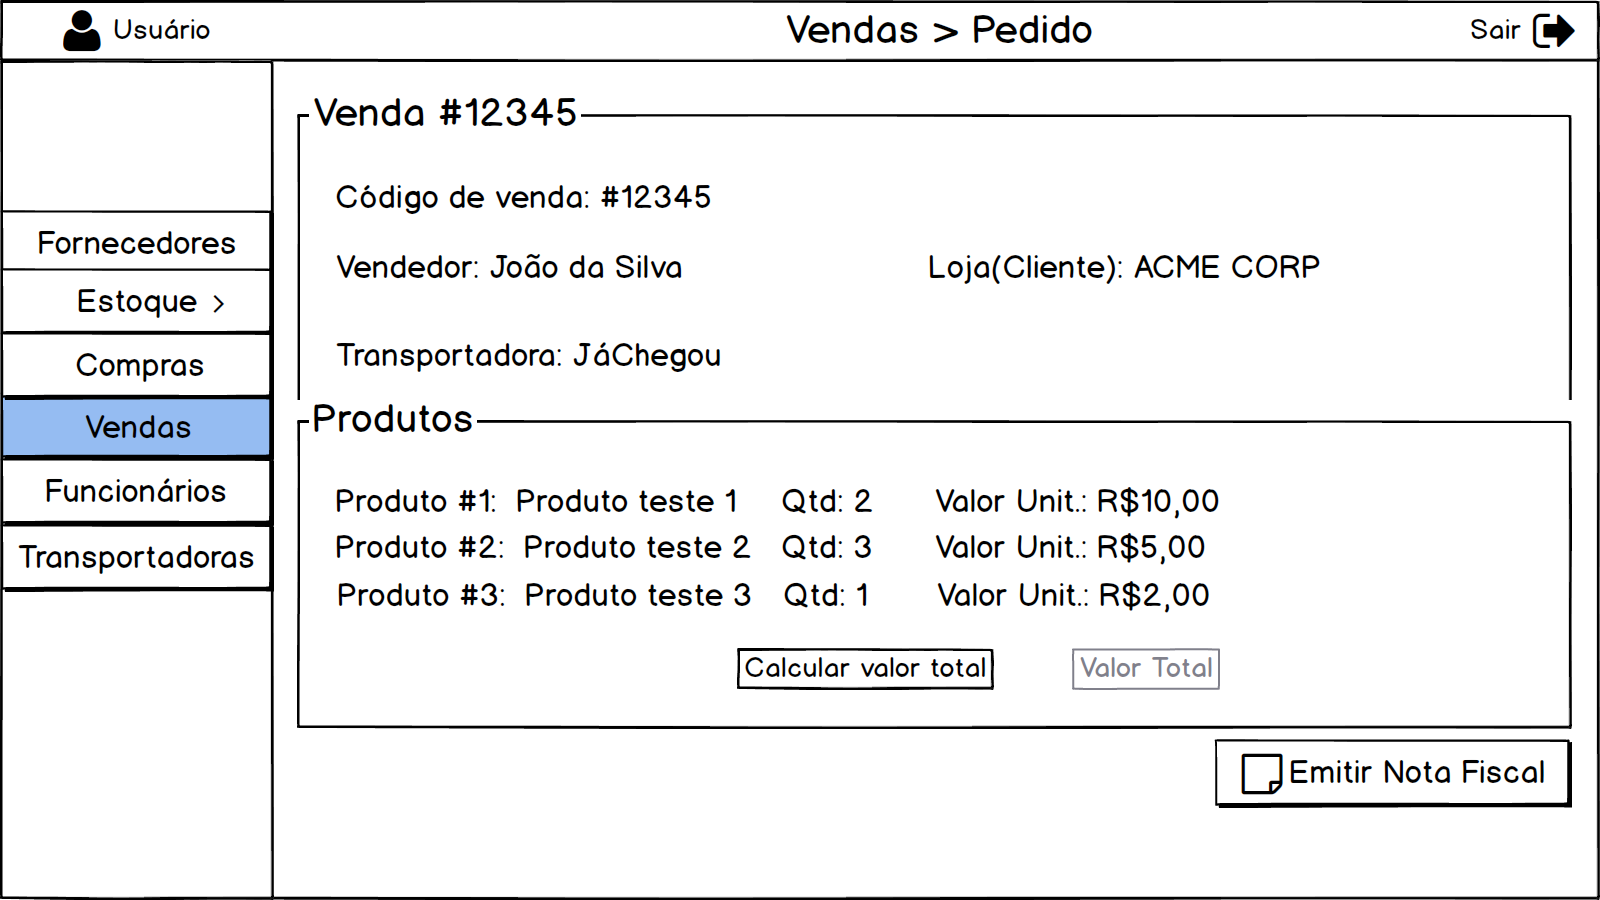 Usuário
Vendas > Pedido
Sair
Fornecedores
Estoque >
Compras
Vendas
Funcionários
Transportadoras
Venda #12345
Código de venda: #12345
Vendedor: João da Silva Loja(Cliente): ACME CORP
Transportadora: JáChegou
Produtos
Produto #1: Produto teste 1 Qtd: 2 Valor Unit.: R$10,00
Produto #2: Produto teste 2 Qtd: 3 Valor Unit.: R$5,00
Produto #3: Produto teste 3 Qtd: 1 Valor Unit.: R$2,00
Calcular valor total Valor Total
Emitir Nota Fiscal